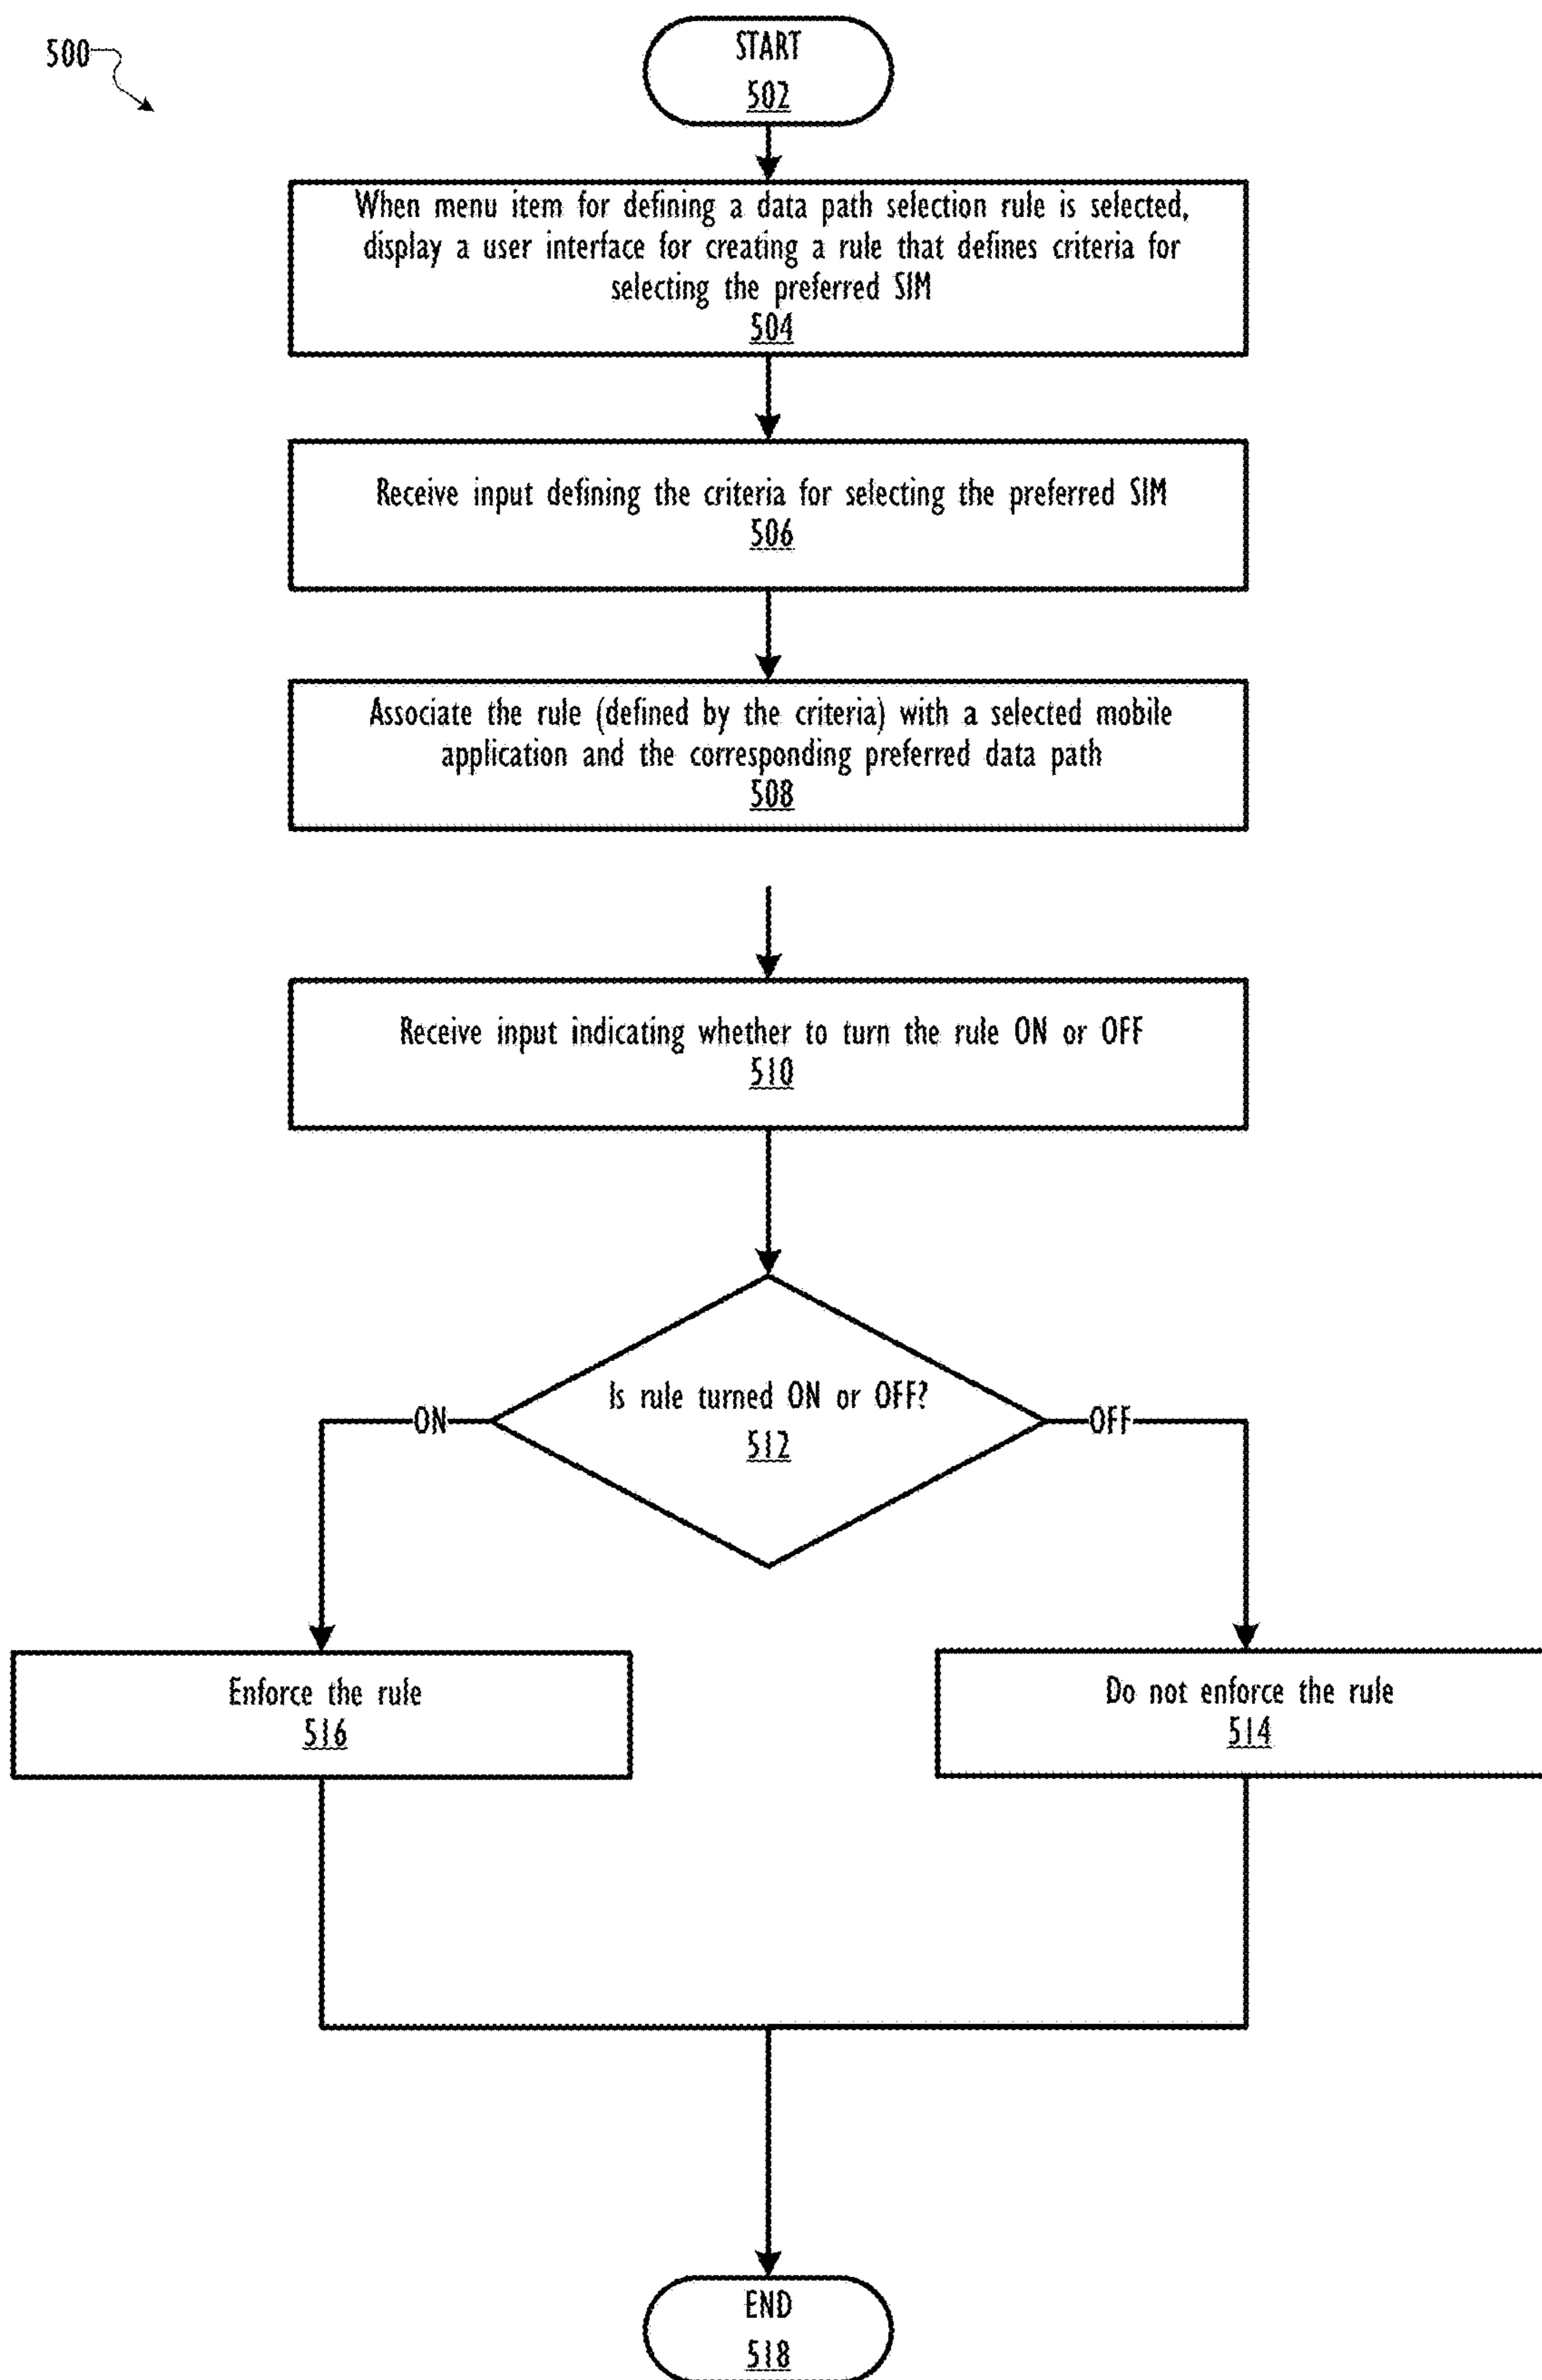 500
START
502
When menu item for defining a data path selection rule is selected,
display a user interface for creating a rule that defines criteria for
selecting the preferred SIM
504
Receive input defining the criteria for selecting the preferred SIM
506
Associate the rule (defined by the criteria) with a selected mobile
application and the corresponding preferred data path
508
Receive input indicating whether to turn the rule ON or OFF
510
Is rule turned ON or OFF?
512
ON
OFF
Enforce the rule
516
Do not enforce the rule
514
END
518